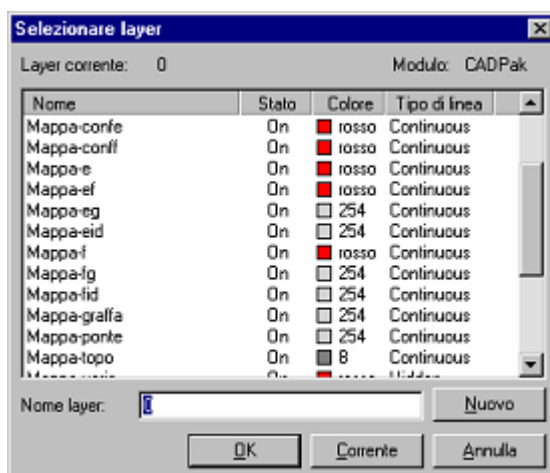 Selezionare layer
Layer corrente: 0 Modulo: CADPak
Nome Stato Colore Tipo di linea
Mappa-confe On rosso Continuous
Mappa-conff On rosso Continuous
Mappa-e On rosso Continuous
Mappa-ef On rosso Continuous
Mappa-eg On 254 Continuous
Mappa-eid On 254 Continuous
Mappa-f On rosso Continuous
Mappa-fg On 254 Continuous
Mappa-fid On 254 Continuous
Mappa-graffa On 254 Continuous
Mappa-ponte On 254 Continuous
Mappa-topo On 8 Continuous
Nome layer: 0 Nuovo
OK Corrente Annulla